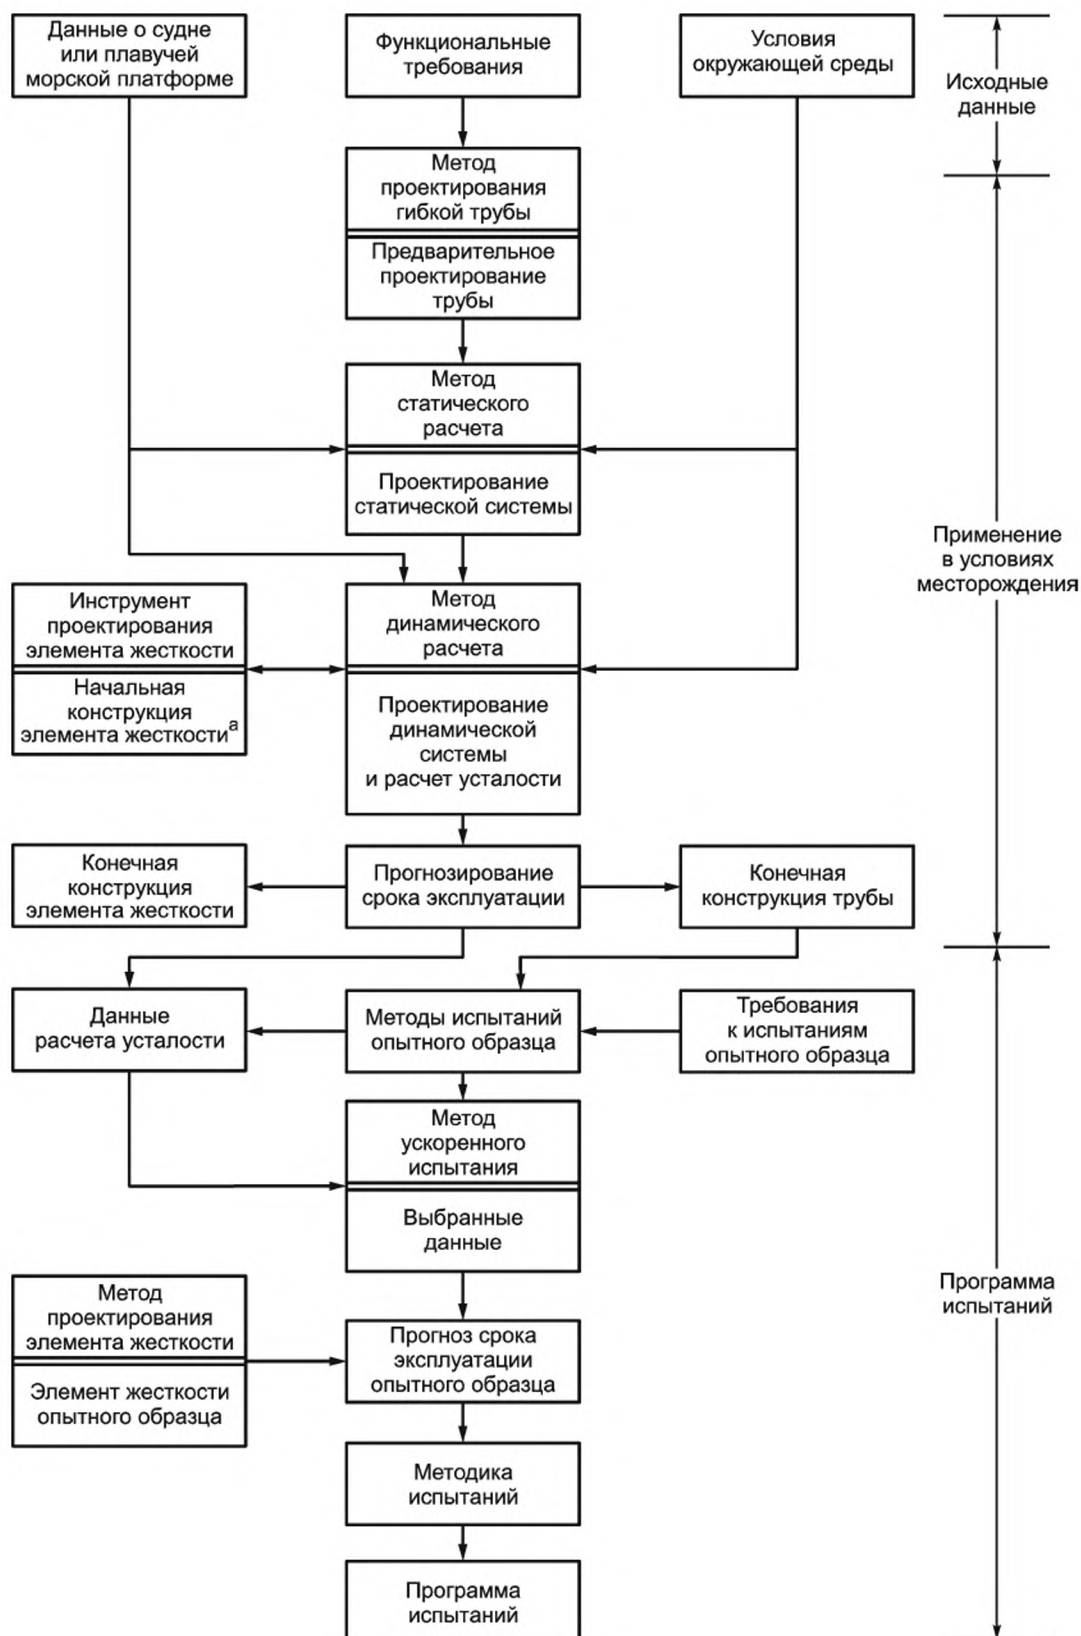 Данные о судне
или плавучей
морской платформе
Функциональные
требования
Условия
окружающей среды
Исходные
данные
Метод
проектирования
гибкой трубы
Предварительное
проектирование
трубы
Метод
статического
расчета
Проектирование
статической системы
Применение
в условиях
месторождения
Инструмент
проектирования
элемента жесткости
Начальная
конструкция
элемента жесткостиа
Метод
динамического
расчета
Проектирование
динамической
системы
и расчет усталости
Конечная
конструкция
элемента жесткости
Прогнозирование
срока эксплуатации
Конечная
конструкция трубы
Данные
расчета усталости
Методы испытаний
опытного образца
Требования
к испытаниям
опытного образца
Метод
ускоренного
испытания
Выбранные
данные
Программа
испытаний
Метод
проектирования
элемента жесткости
Элемент жесткости
опытного образца
Прогноз срока
эксплуатации
опытного образца
Методика
испытаний
Программа
испытаний